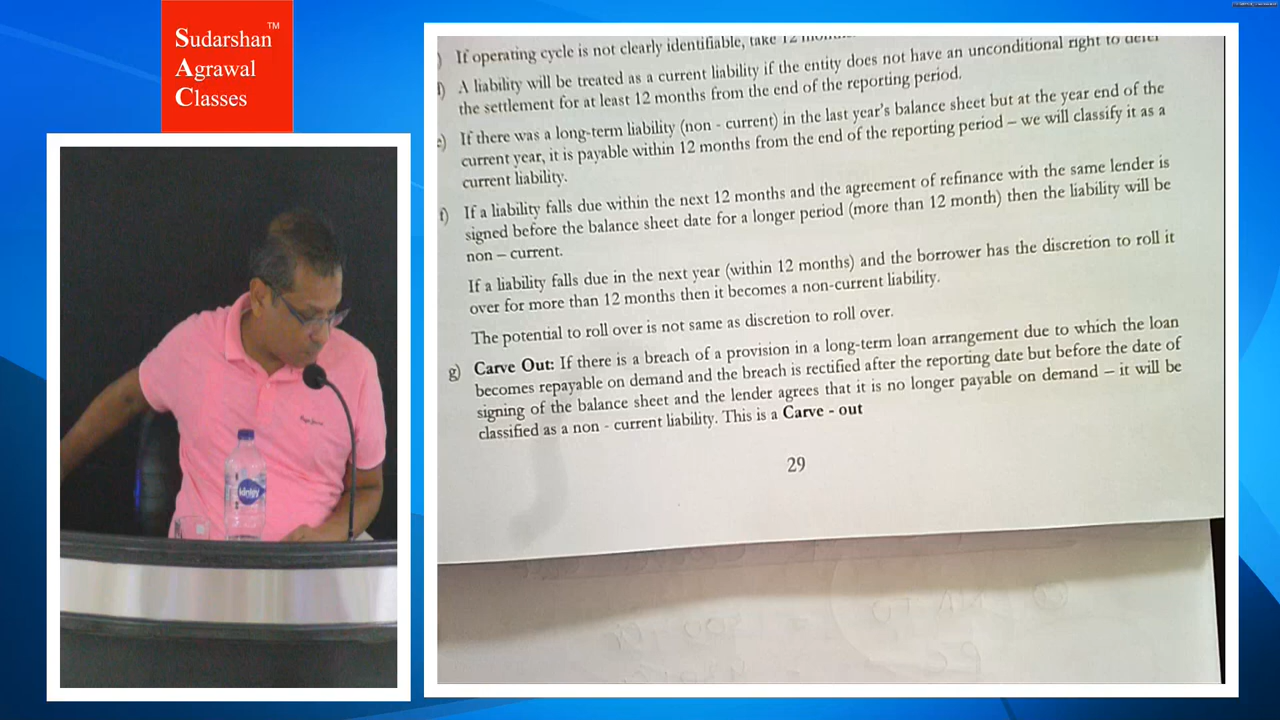 Sudarshan
Agrawal
Classes
TM
) If operating cycle is not clearly identifiable, take 12
) A liability will be treated as a current liability if the entity does not have an unconditional right to defer
the settlement for at least 12 months from the end of the reporting period.
e) If there was a long-term liability (non - current) in the last year's balance sheet but at the year end of the
current year, it is payable within 12 months from the end of the reporting period – we will classify it as a
current liability.
f) If a liability falls due within the next 12 months and the agreement of refinance with the same lender is
signed before the balance sheet date for a longer period (more than 12 month) then the liability will be
non – current.
If a liability falls due in the next year (within 12 months) and the borrower has the discretion to roll it
over for more than 12 months then it becomes a non-current liability.
The potential to roll over is not same as discretion to roll over.
g) Carve Out: If there is a breach of a provision in a long-term loan arrangement due to which the loan
becomes repayable on demand and the breach is rectified after the reporting date but before the date of
signing of the balance sheet and the lender agrees that it is no longer payable on demand – it will be
classified as a non - current liability. This is a Carve - out
29
kinley